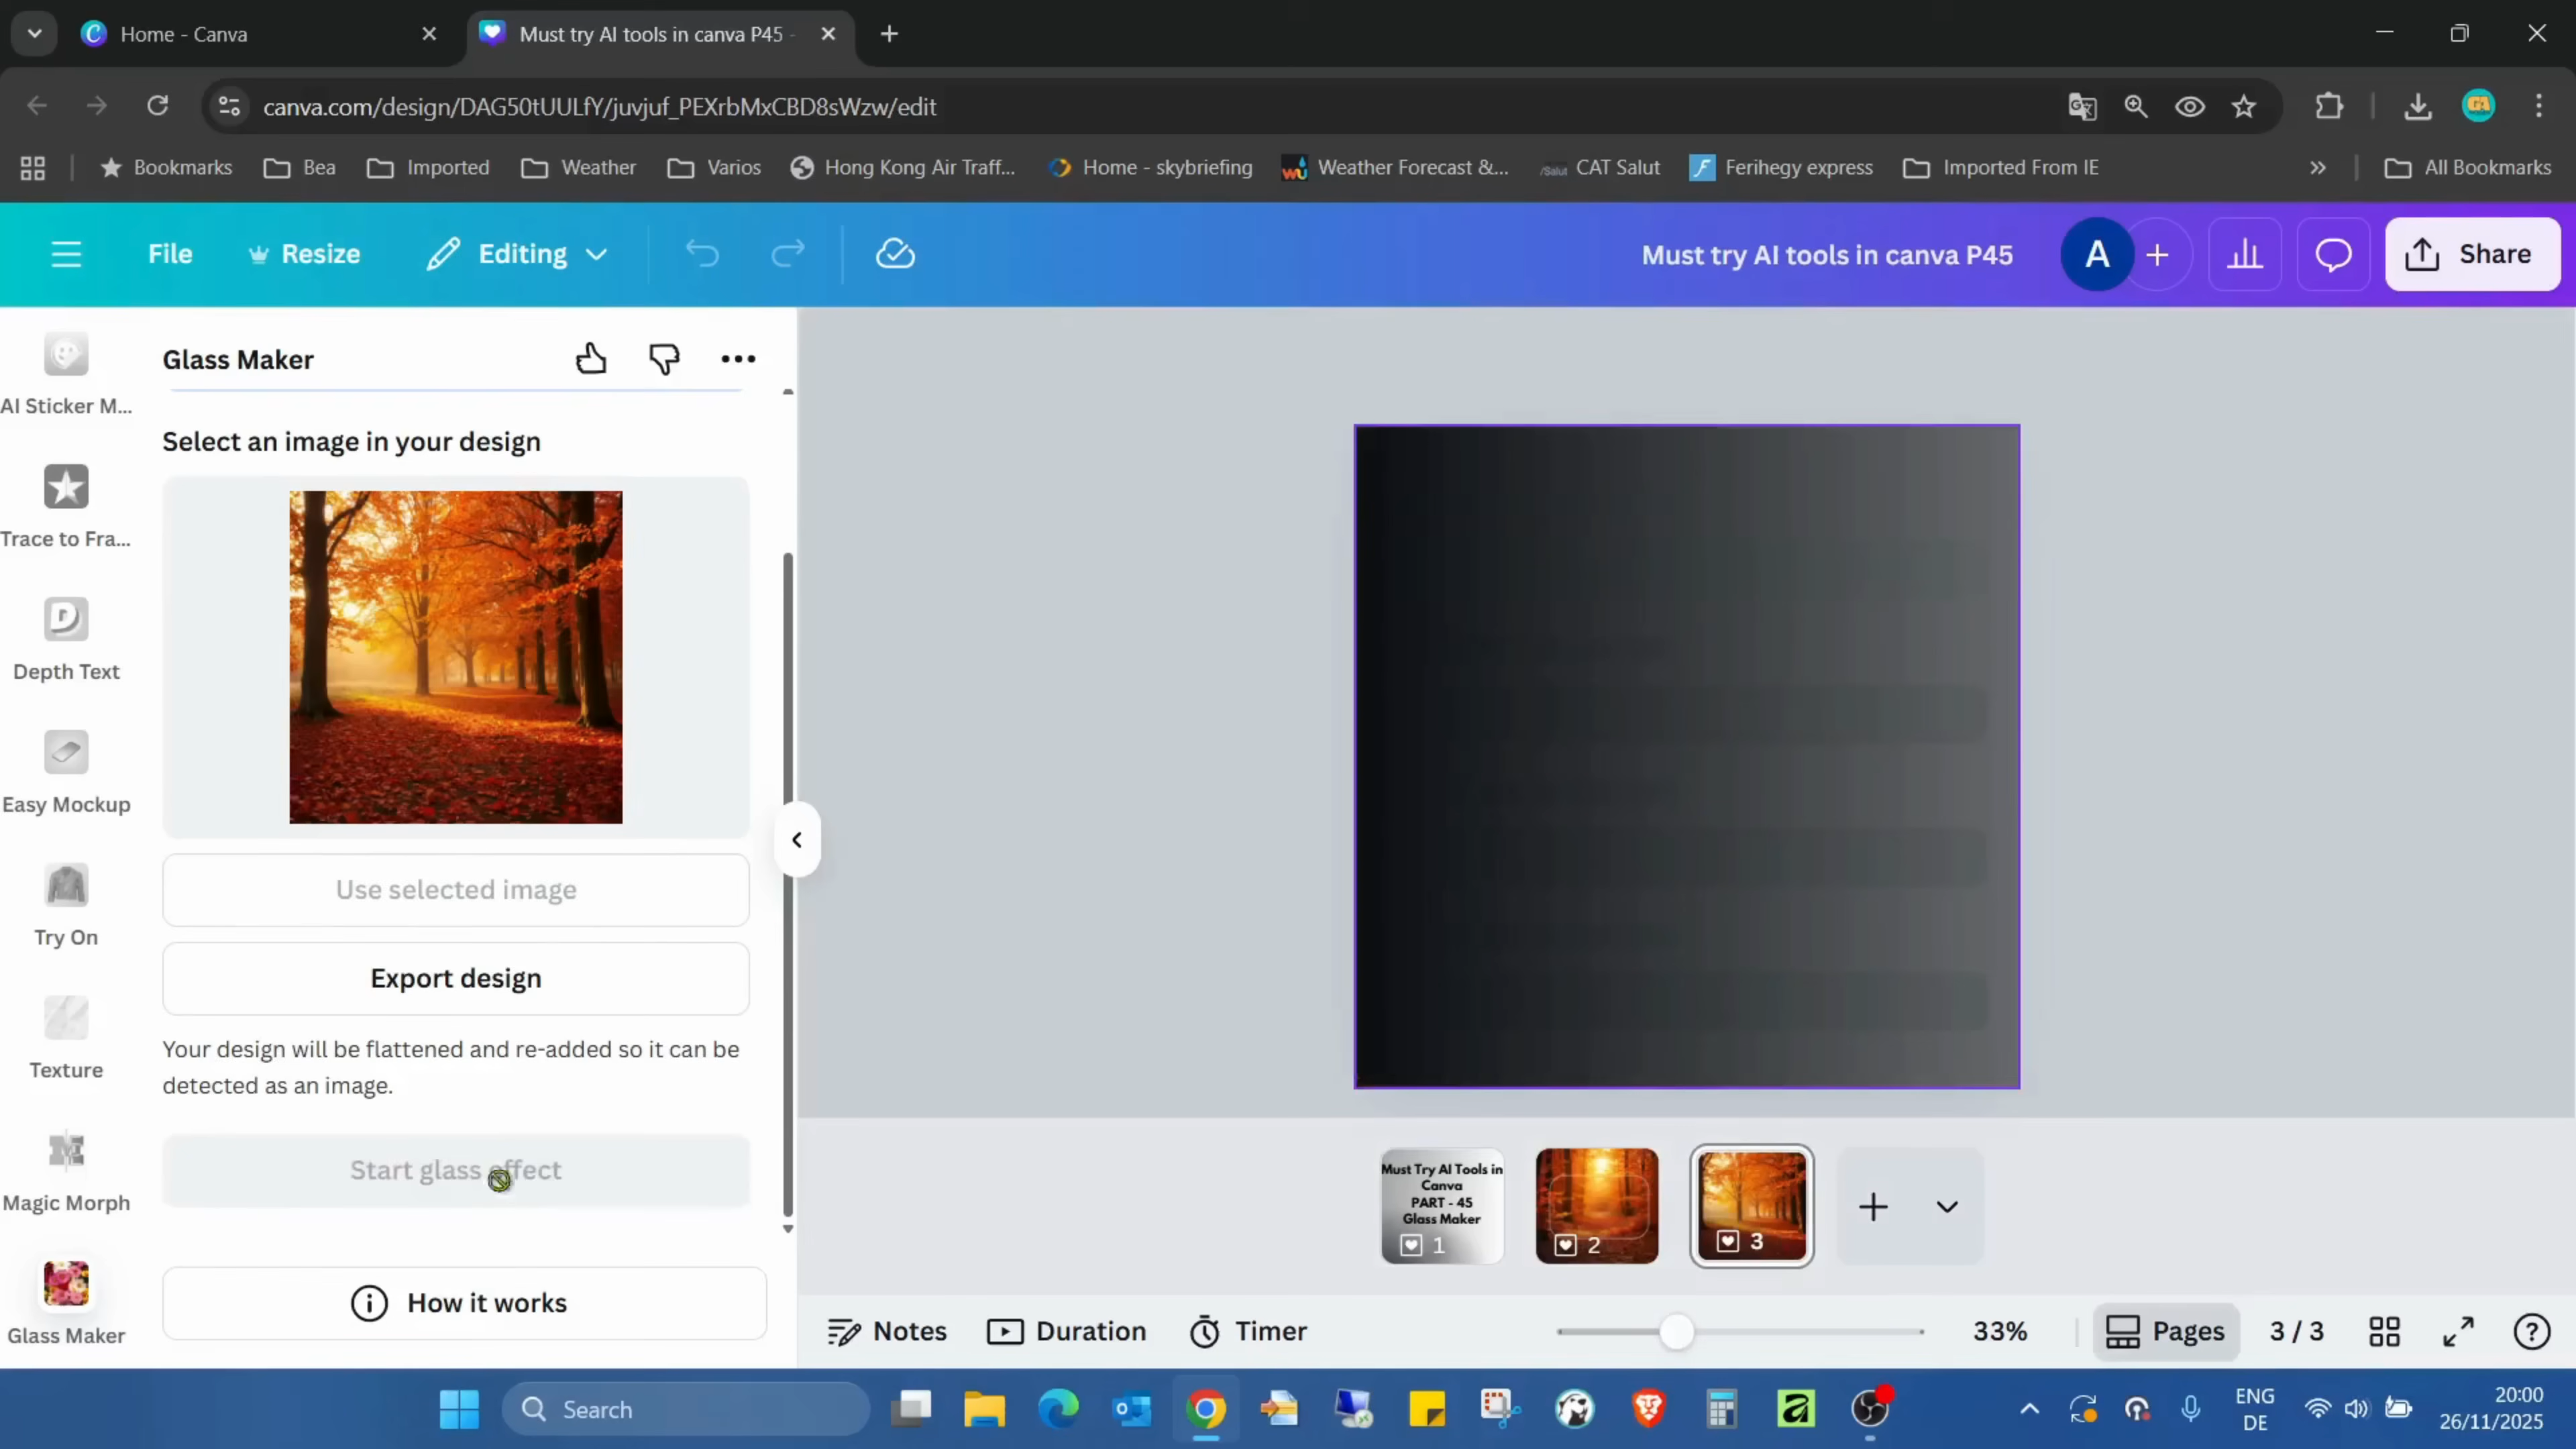 Home - Canva
Must try AI tools in canva P45 -
canva.com/design/DAG50tUULfY/juvjuf_PEXrbMxCBD8sWzw/edit
Bookmarks
Bea
Imported
Weather
Varios
Hong Kong Air Traff...
Home - skybriefing
Weather Forecast &...
CAT Salut
Ferihegy express
Imported From IE
All Bookmarks
File
Resize
Editing
Must try AI tools in canva P45
A
Share
AI Sticker M...
Trace to Fra...
Depth Text
Easy Mockup
Try On
Texture
Magic Morph
Glass Maker
Glass Maker
Select an image in your design
Use selected image
Export design
Your design will be flattened and re-added so it can be
detected as an image.
Start glass effect
How it works
Must Try AI Tools in
Canva
PART - 45
Glass Maker
1
2
3
Notes
Duration
Timer
33%
Pages
3 / 3
Search
ENG
DE
20:00
26/11/2025